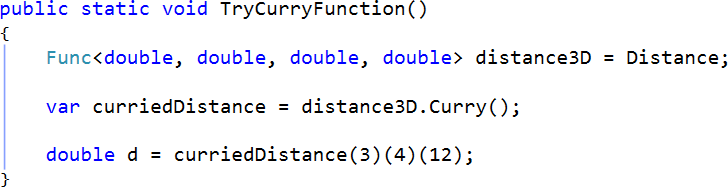 public static void TryCurryFunction()
{
Func<double, double, double, double> distance3D = Distance;
var curriedDistance = distance3D.Curry();
double d = curriedDistance(3)(4)(12);
}